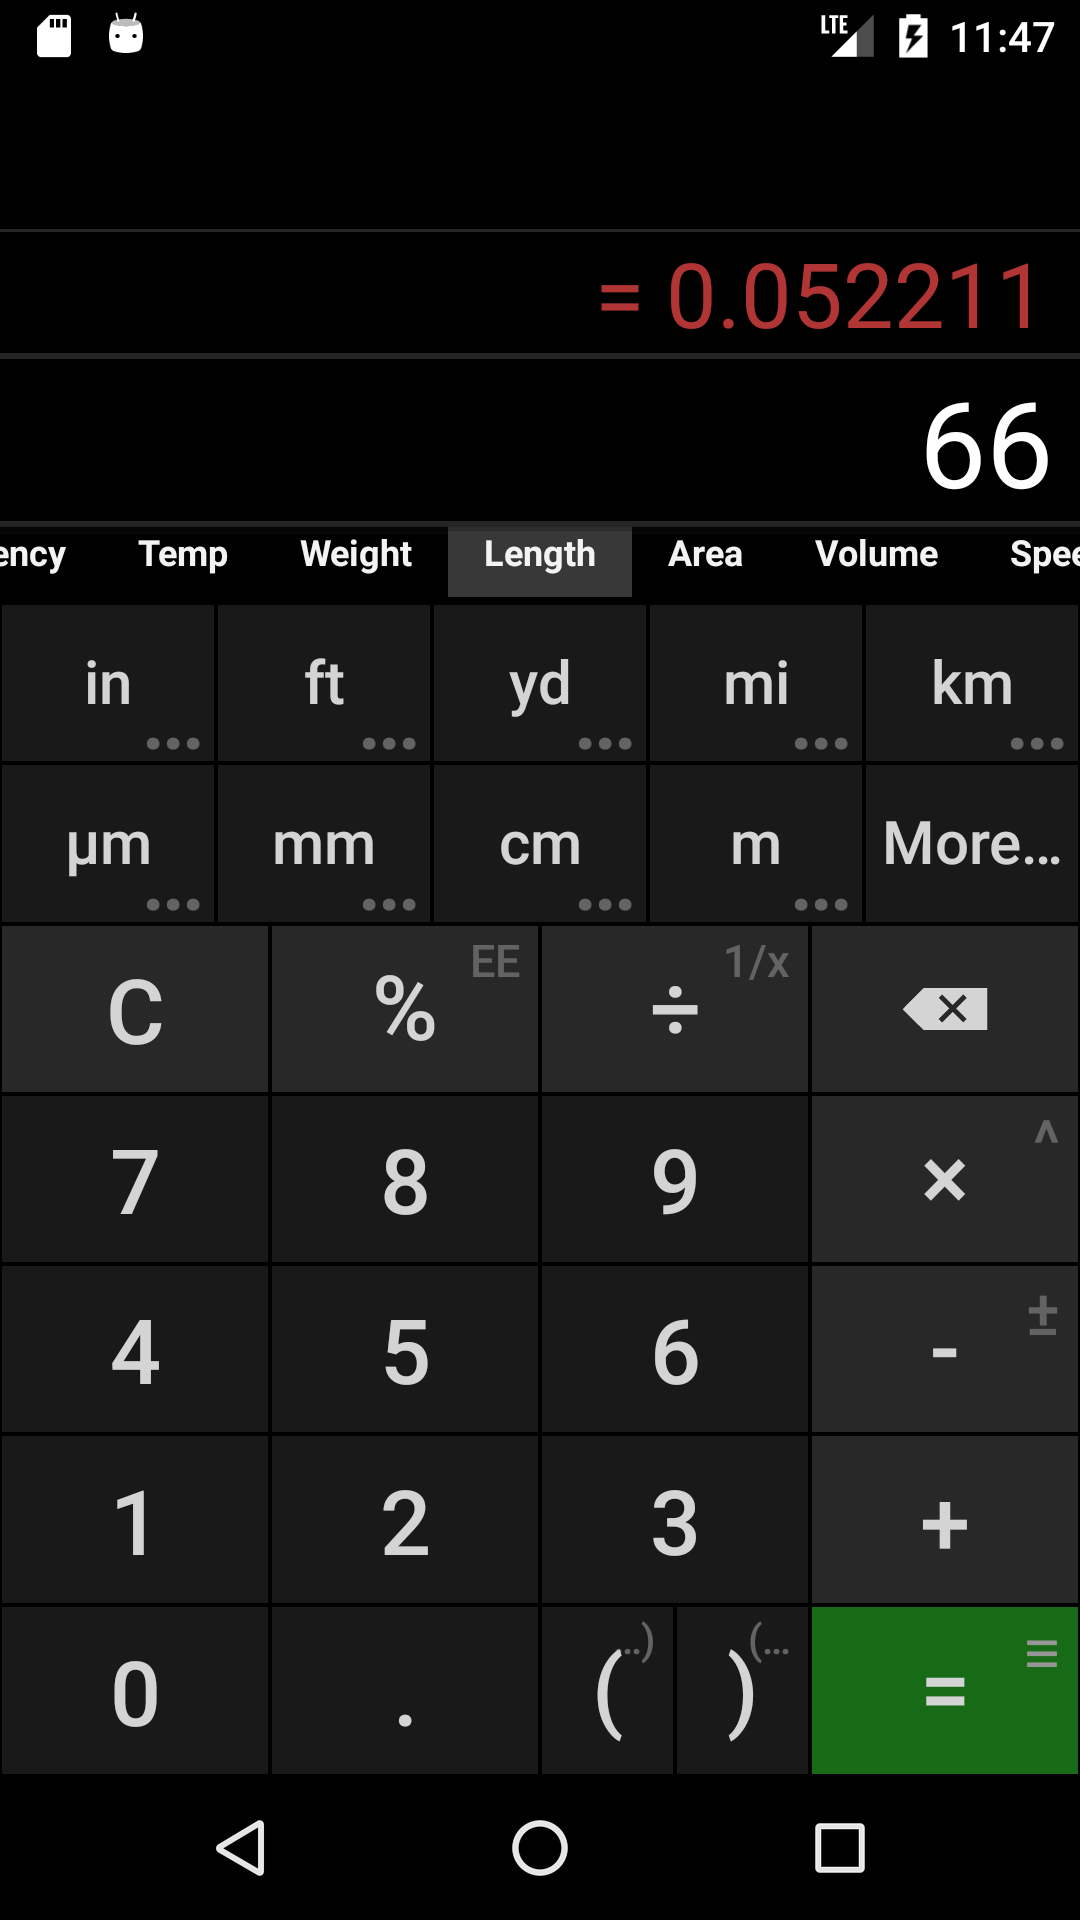 LTE 11:47
= 0.052211
66
ency Temp Weight Length Area Volume Spee
in ft yd mi km
... ... ... ... ...
µm mm cm m More...
... ... ... ...
C % EE ÷ 1/x
7 8 9 × ^
4 5 6 - ±
1 2 3 +
0 . ( ..) ) (... =